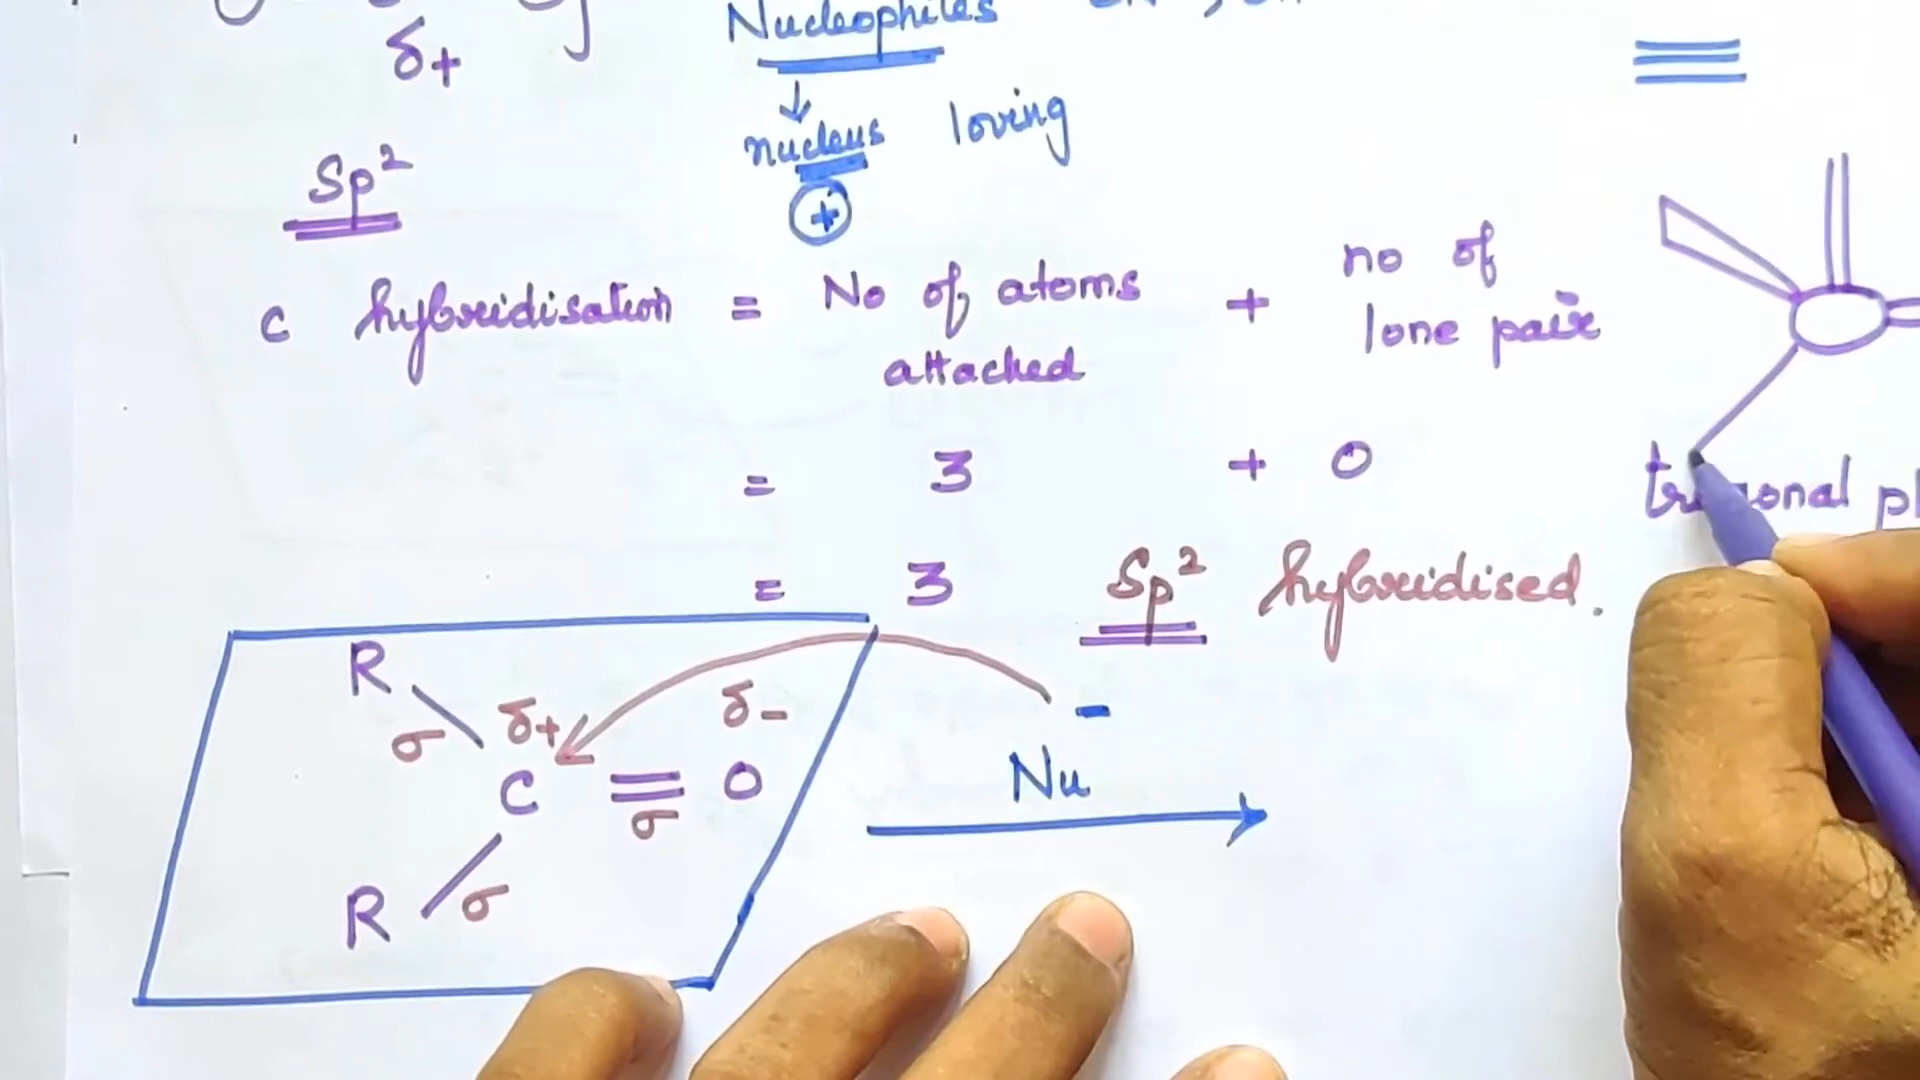 δ+
Nucleophiles
↓
nucleus loving
+
Sp²
C hybridisation = No of atoms attached + no of lone pair
= 3 + 0
= 3 Sp² hybridised.
R
σ δ+ δ- -
C = O Nu
σ
R σ